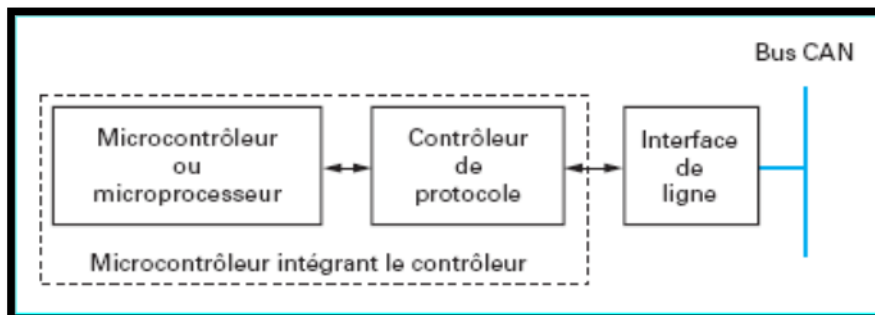 Bus CAN
Microcontrôleur
ou
microprocesseur
Contrôleur
de
protocole
Interface
de
ligne
Microcontrôleur intégrant le contrôleur